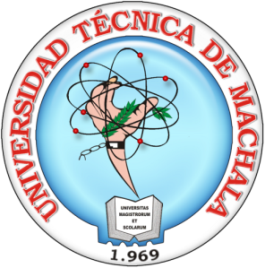 UNIVERSIDAD TÉCNICA DE MACHALA
UNIVERSITAS
MAGISTRORUM
ET
SCOLARUM
1.969